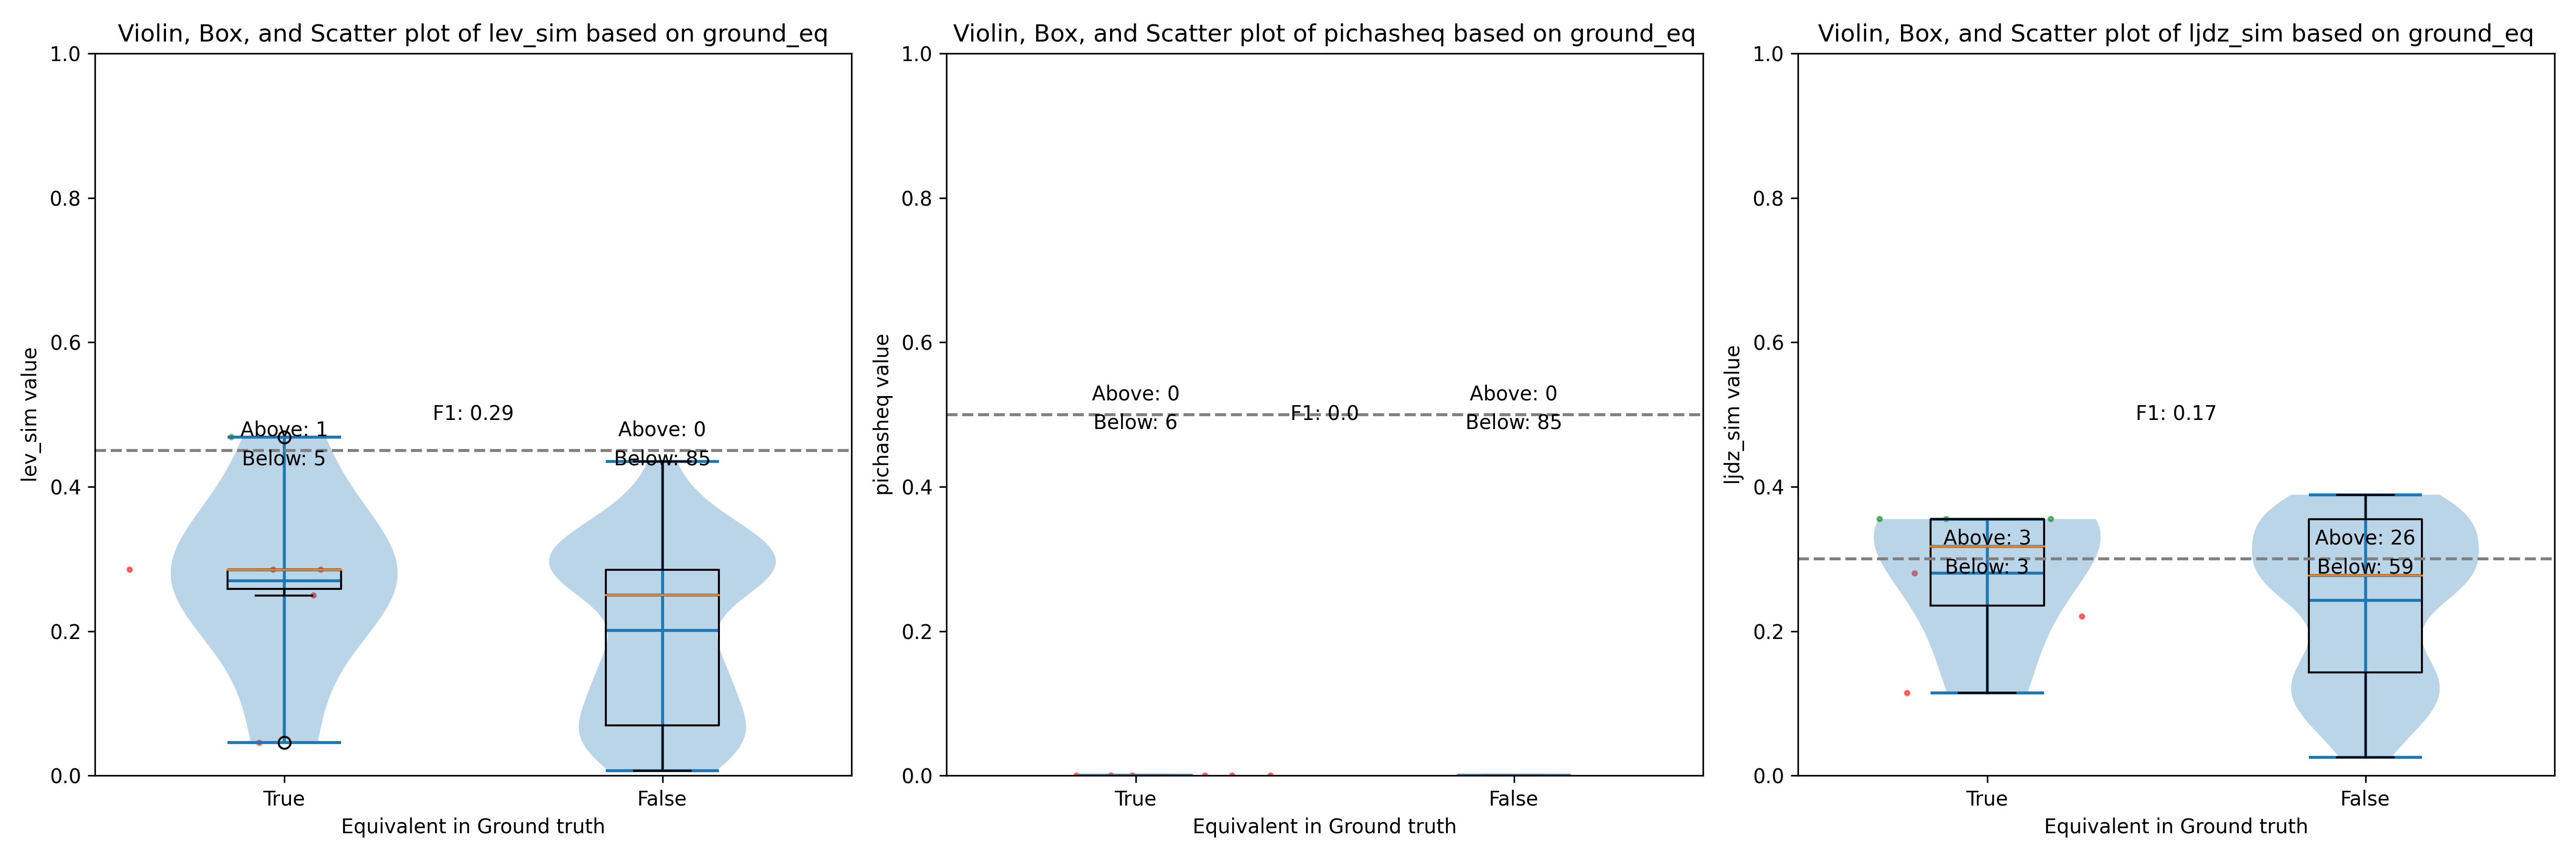 Violin, Box, and Scatter plot of lev_sim based on ground_eq
lev_sim value
1.0
0.8
0.6
0.4
0.2
0.0
Above: 1
Below: 5
F1: 0.29
Above: 0
Below: 85
True
False
Equivalent in Ground truth
Violin, Box, and Scatter plot of pichasheq based on ground_eq
pichasheq value
1.0
0.8
0.6
0.4
0.2
0.0
Above: 0
Below: 6
F1: 0.0
Above: 0
Below: 85
True
False
Equivalent in Ground truth
Violin, Box, and Scatter plot of ljdz_sim based on ground_eq
ljdz_sim value
1.0
0.8
0.6
0.4
0.2
0.0
Above: 3
Below: 3
F1: 0.17
Above: 26
Below: 59
True
False
Equivalent in Ground truth